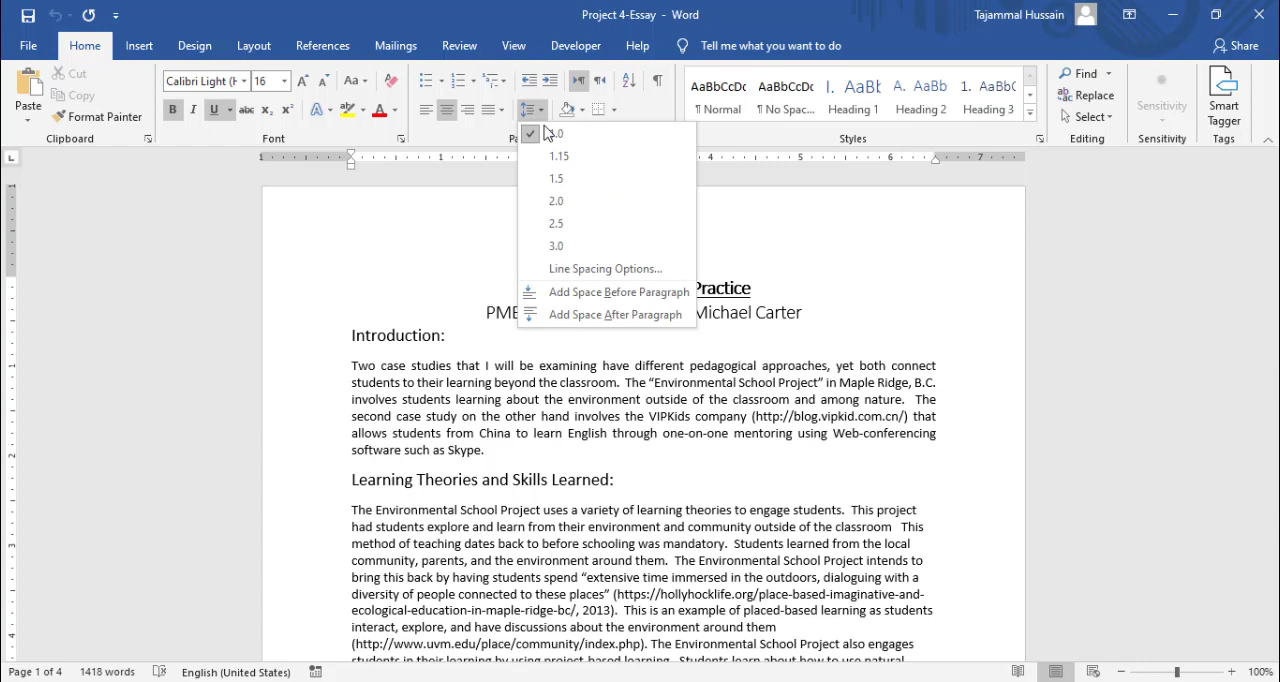 Project 4-Essay - Word
Tajammal Hussain
File Home Insert Design Layout References Mailings Review View Developer Help Tell me what you want to do Share
Paste
Cut
Copy
Format Painter
Clipboard
Calibri Light (H 16
Aa
B I U abc x₂ x²
A A
Font
AaBbCcDc AaBbCcDc I. AaBb A. AaBb 1. AaBbC
¶ Normal ¶ No Spac... Heading 1 Heading 2 Heading 3
Styles
Find
Replace
Select
Editing
Sensitivity
Sensitivity
Smart
Tagger
Tags
1 1 4 5 6 7
.0
1.15
1.5
2.0
2.5
3.0
Line Spacing Options...
Add Space Before Paragraph
Add Space After Paragraph
Practice
PME Michael Carter
Introduction:
Two case studies that I will be examining have different pedagogical approaches, yet both connect
students to their learning beyond the classroom. The “Environmental School Project” in Maple Ridge, B.C.
involves students learning about the environment outside of the classroom and among nature. The
second case study on the other hand involves the VIPKids company (http://blog.vipkid.com.cn/) that
allows students from China to learn English through one-on-one mentoring using Web-conferencing
software such as Skype.
Learning Theories and Skills Learned:
The Environmental School Project uses a variety of learning theories to engage students. This project
had students explore and learn from their environment and community outside of the classroom This
method of teaching dates back to before schooling was mandatory. Students learned from the local
community, parents, and the environment around them. The Environmental School Project intends to
bring this back by having students spend “extensive time immersed in the outdoors, dialoguing with a
diversity of people connected to these places” (https://hollyhocklife.org/place-based-imaginative-and-
ecological-education-in-maple-ridge-bc/, 2013). This is an example of placed-based learning as students
interact, explore, and have discussions about the environment around them
(http://www.uvm.edu/place/community/index.php). The Environmental School Project also engages
students in their learning by using project-based learning. Students learn about how to use natural
Page 1 of 4 1418 words English (United States) 100%